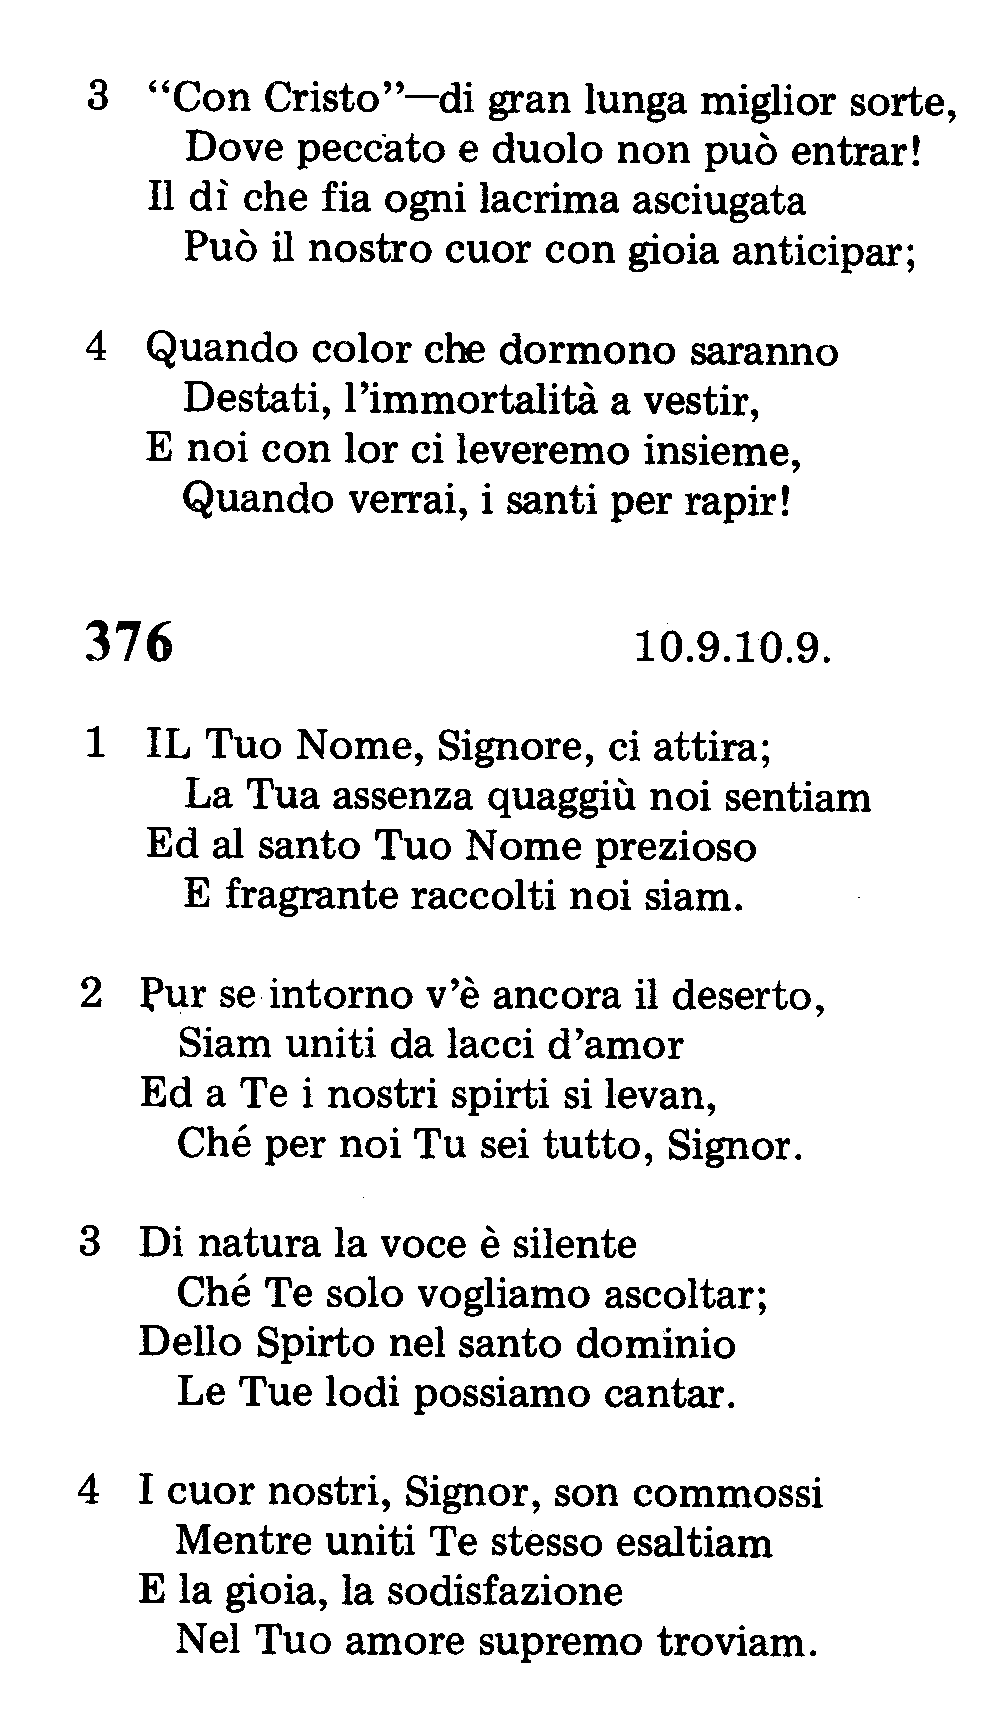 3 “Con Cristo”—di gran lunga miglior sorte,
Dove peccato e duolo non può entrar!
Il dì che fia ogni lacrima asciugata
Può il nostro cuor con gioia anticipar;
4 Quando color che dormono saranno
Destati, l’immortalità a vestir,
E noi con lor ci leveremo insieme,
Quando verrai, i santi per rapir!
376 10.9.10.9.
1 IL Tuo Nome, Signore, ci attira;
La Tua assenza quaggiù noi sentiam
Ed al santo Tuo Nome prezioso
E fragrante raccolti noi siam.
2 Pur se intorno v’è ancora il deserto,
Siam uniti da lacci d’amor
Ed a Te i nostri spirti si levan,
Ché per noi Tu sei tutto, Signor.
3 Di natura la voce è silente
Ché Te solo vogliamo ascoltar;
Dello Spirto nel santo dominio
Le Tue lodi possiamo cantar.
4 I cuor nostri, Signor, son commossi
Mentre uniti Te stesso esaltiam
E la gioia, la sodisfazione
Nel Tuo amore supremo troviam.